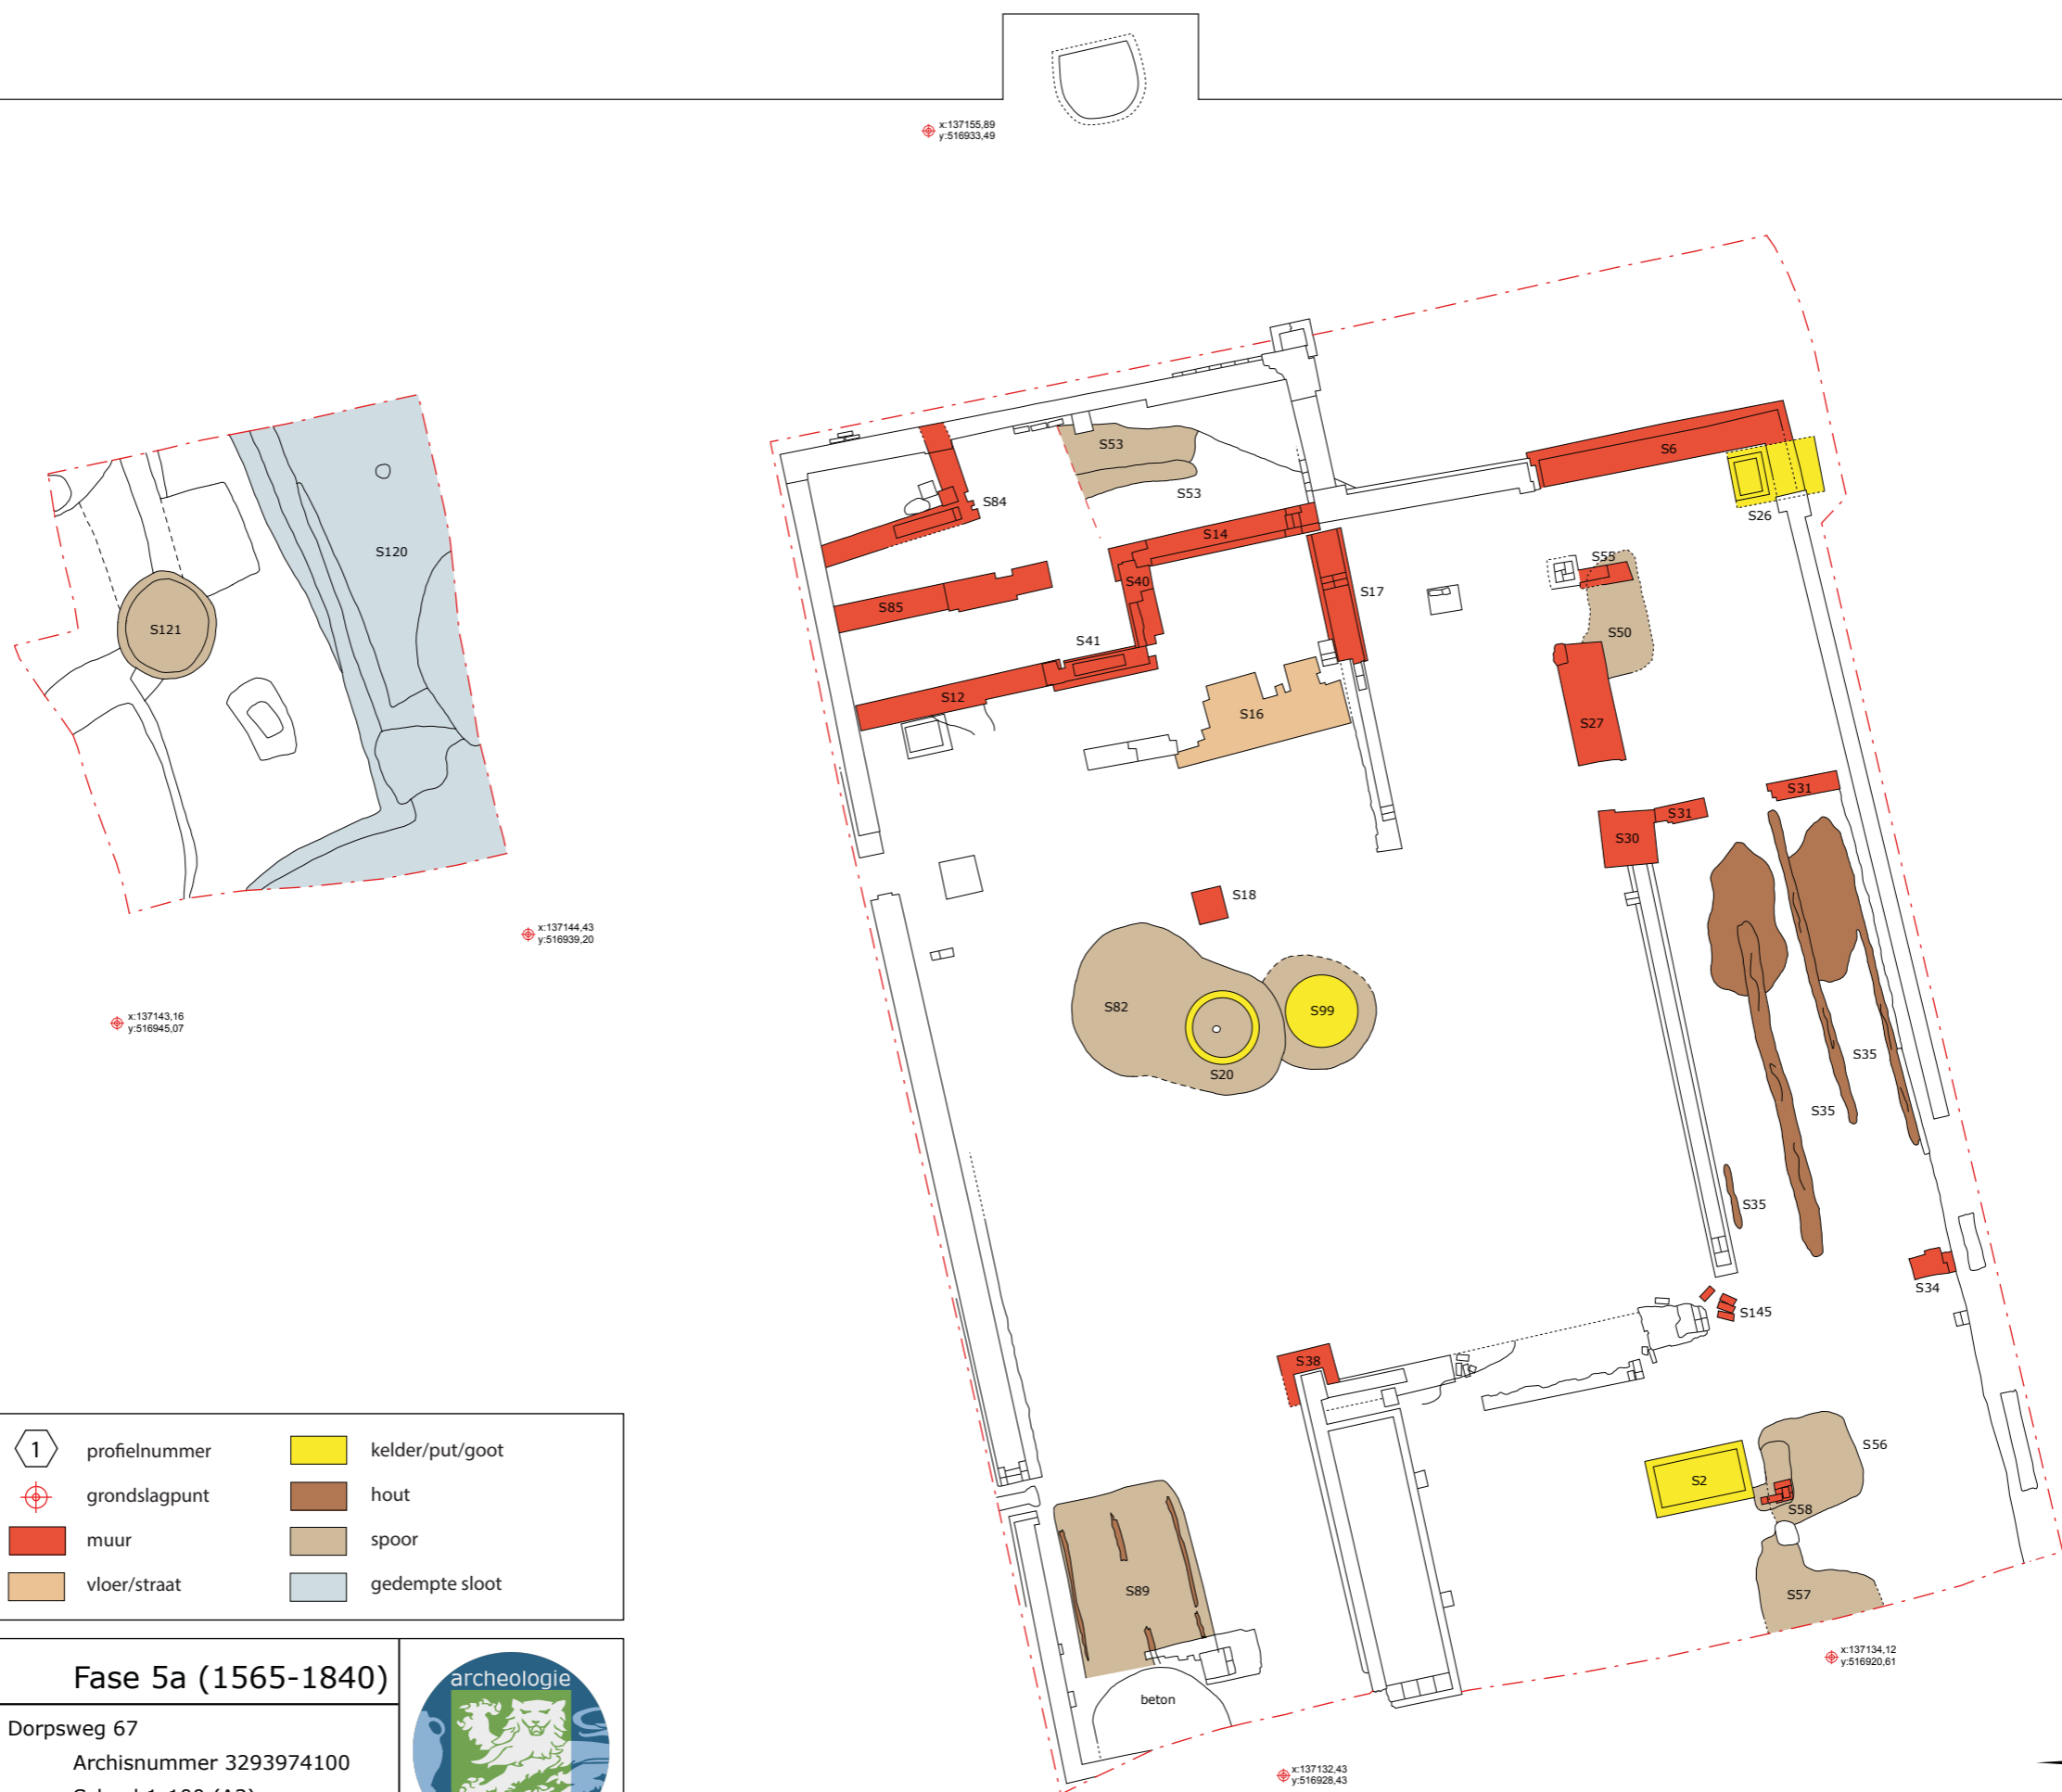 x:137155,89
y:516933,49
S53
S6
S84
S53
S26
S14
S120
S55
S40
S17
S85
S121
S50
S41
S12
S16
S27
S31
S31
S30
S18
x:137144,43
y:516939,20
S82
S99
x:137143,16
y:516945,07
S35
S20
S35
S35
S34
S145
S38
1 profielnummer
kelder/put/goot
grondslagpunt
hout
muur
spoor
vloer/straat
gedempte sloot
S56
S2
S58
S89
S57
x:137134,12
y:516920,61
Fase 5a (1565-1840)
archeologie
Dorpsweg 67
Archisnummer 3293974100
beton
x:137132,43
y:516928,43